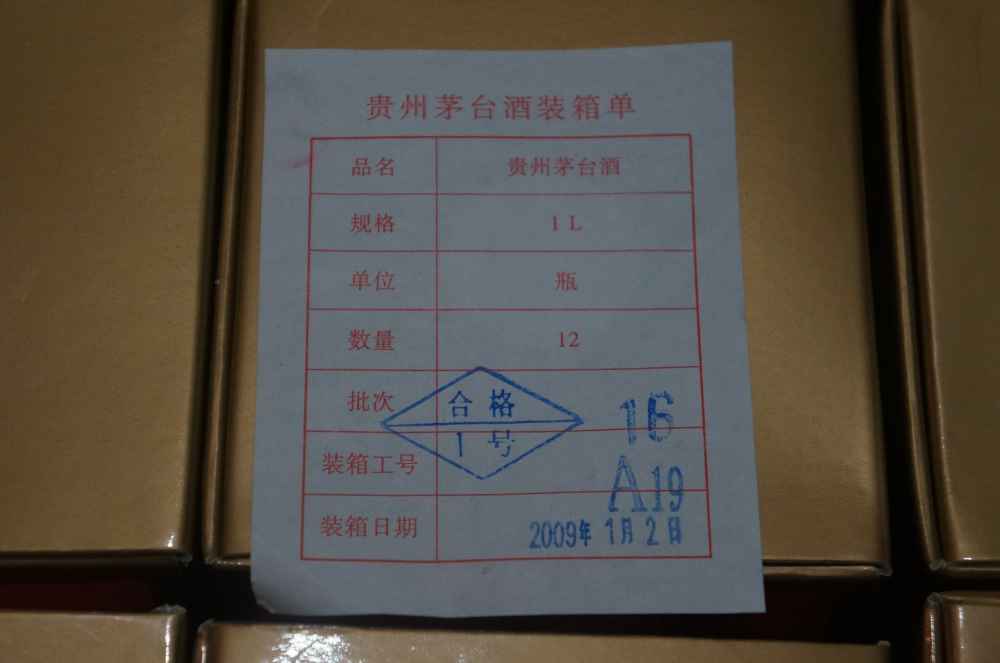 贵州茅台酒装箱单
品名 贵州茅台酒
规格 1 L
单位 瓶
数量 12
批次 16
合格
1号
装箱工号 A19
装箱日期 2009年 1月 2日